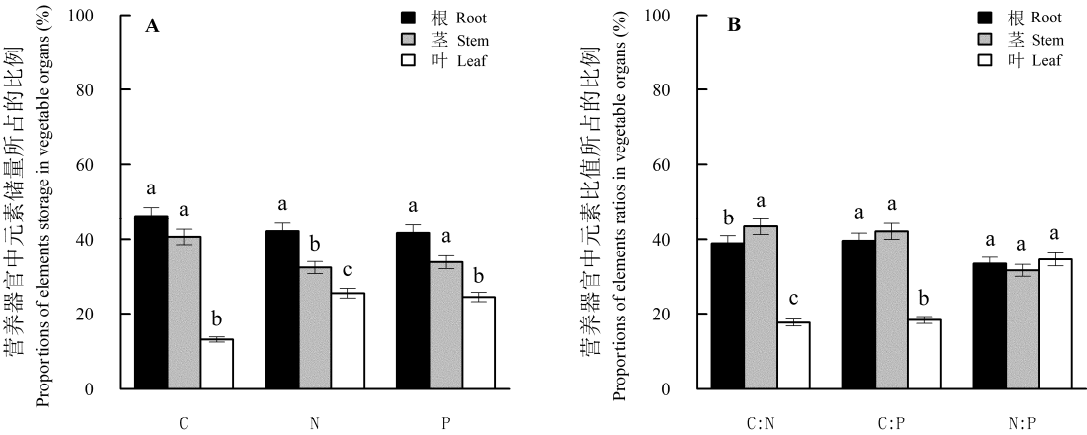 营养器官中元素储量所占的比例
Proportions of elements storage in vegetable organs (%)
100
80
60
40
20
0
A
根 Root
茎 Stem
叶 Leaf
a
a
b
a
b
c
a
a
b
C
N
P
营养器官中元素比值所占的比例
Proportions of elements ratios in vegetable organs (%)
100
80
60
40
20
0
B
根 Root
茎 Stem
叶 Leaf
b
a
c
a
a
b
a
a
a
C:N
C:P
N:P